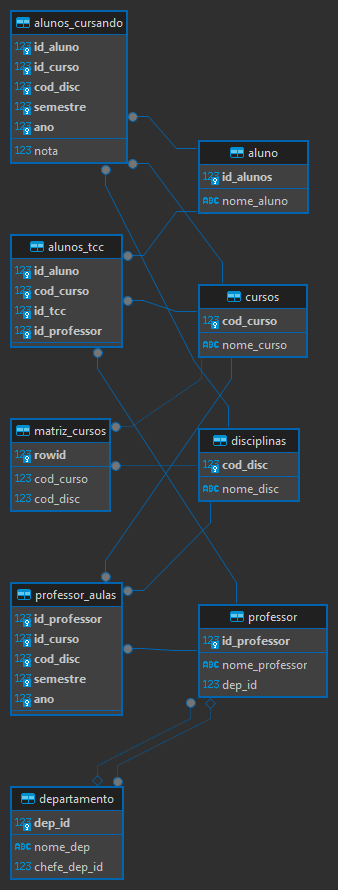 alunos_cursando
123 id_aluno
123 id_curso
123 cod_disc
123 semestre
123 ano
123 nota
aluno
123 id_alunos
ABC nome_aluno
alunos_tcc
123 id_aluno
123 cod_curso
123 id_tcc
123 id_professor
cursos
123 cod_curso
ABC nome_curso
matriz_cursos
123 rowid
123 cod_curso
123 cod_disc
disciplinas
123 cod_disc
ABC nome_disc
professor_aulas
123 id_professor
123 id_curso
123 cod_disc
123 semestre
123 ano
professor
123 id_professor
ABC nome_professor
123 dep_id
departamento
123 dep_id
ABC nome_dep
123 chefe_dep_id